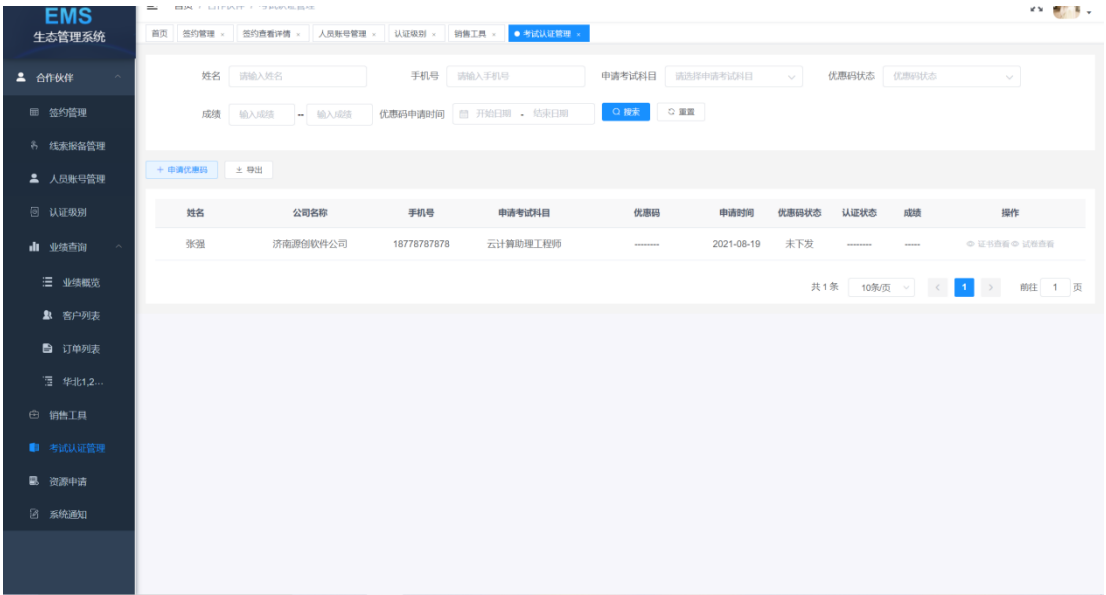 EMS
生态管理系统
合作伙伴
签约管理
线索报备管理
人员账号管理
认证级别
业绩查询
业绩概览
客户列表
订单列表
华北1,2...
销售工具
考试认证管理
资源申请
系统通知
首页 / 合作伙伴 / 考试认证管理
首页 签约管理 × 签约查看详情 × 人员账号管理 × 认证级别 × 销售工具 × 考试认证管理 ×
姓名 请输入姓名 手机号 请输入手机号 申请考试科目 请选择申请考试科目 优惠码状态 优惠码状态
成绩 输入成绩 -- 输入成绩 优惠码申请时间 开始日期 - 结束日期 搜索 重置
+ 申请优惠码 导出
姓名 公司名称 手机号 申请考试科目 优惠码 申请时间 优惠码状态 认证状态 成绩 操作
张强 济南源创软件公司 18778787878 云计算助理工程师 -------- 2021-08-19 未下发 -------- ----- 证书查看 试卷查看
共 1 条 10条/页 < 1 > 前往 1 页